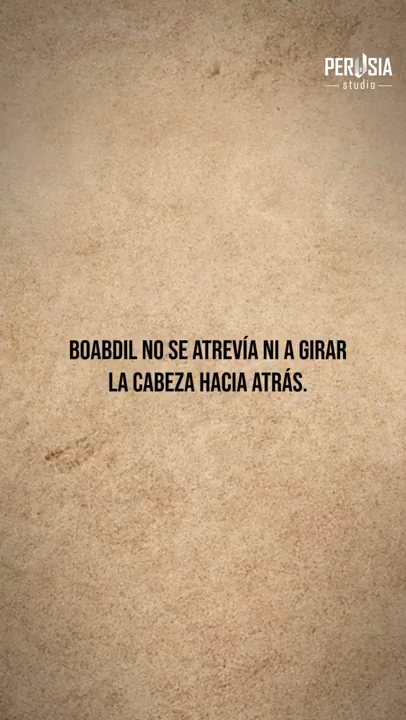 PERUSIA
studio
BOABDIL NO SE ATREVÍA NI A GIRAR
LA CABEZA HACIA ATRÁS.